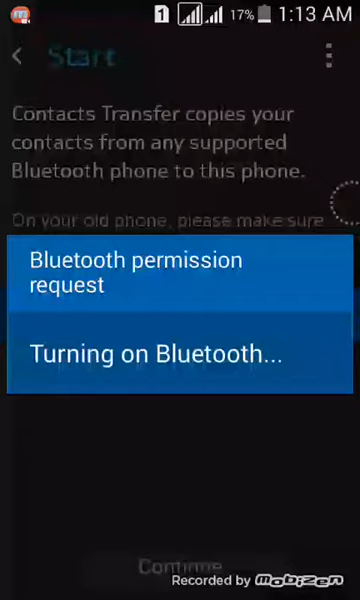 1 17% 1:13 AM
Start
Contacts Transfer copies your
contacts from any supported
Bluetooth phone to this phone.
On your old phone, please make sure
Bluetooth permission
request
Turning on Bluetooth...
Continue
Recorded by mobizen